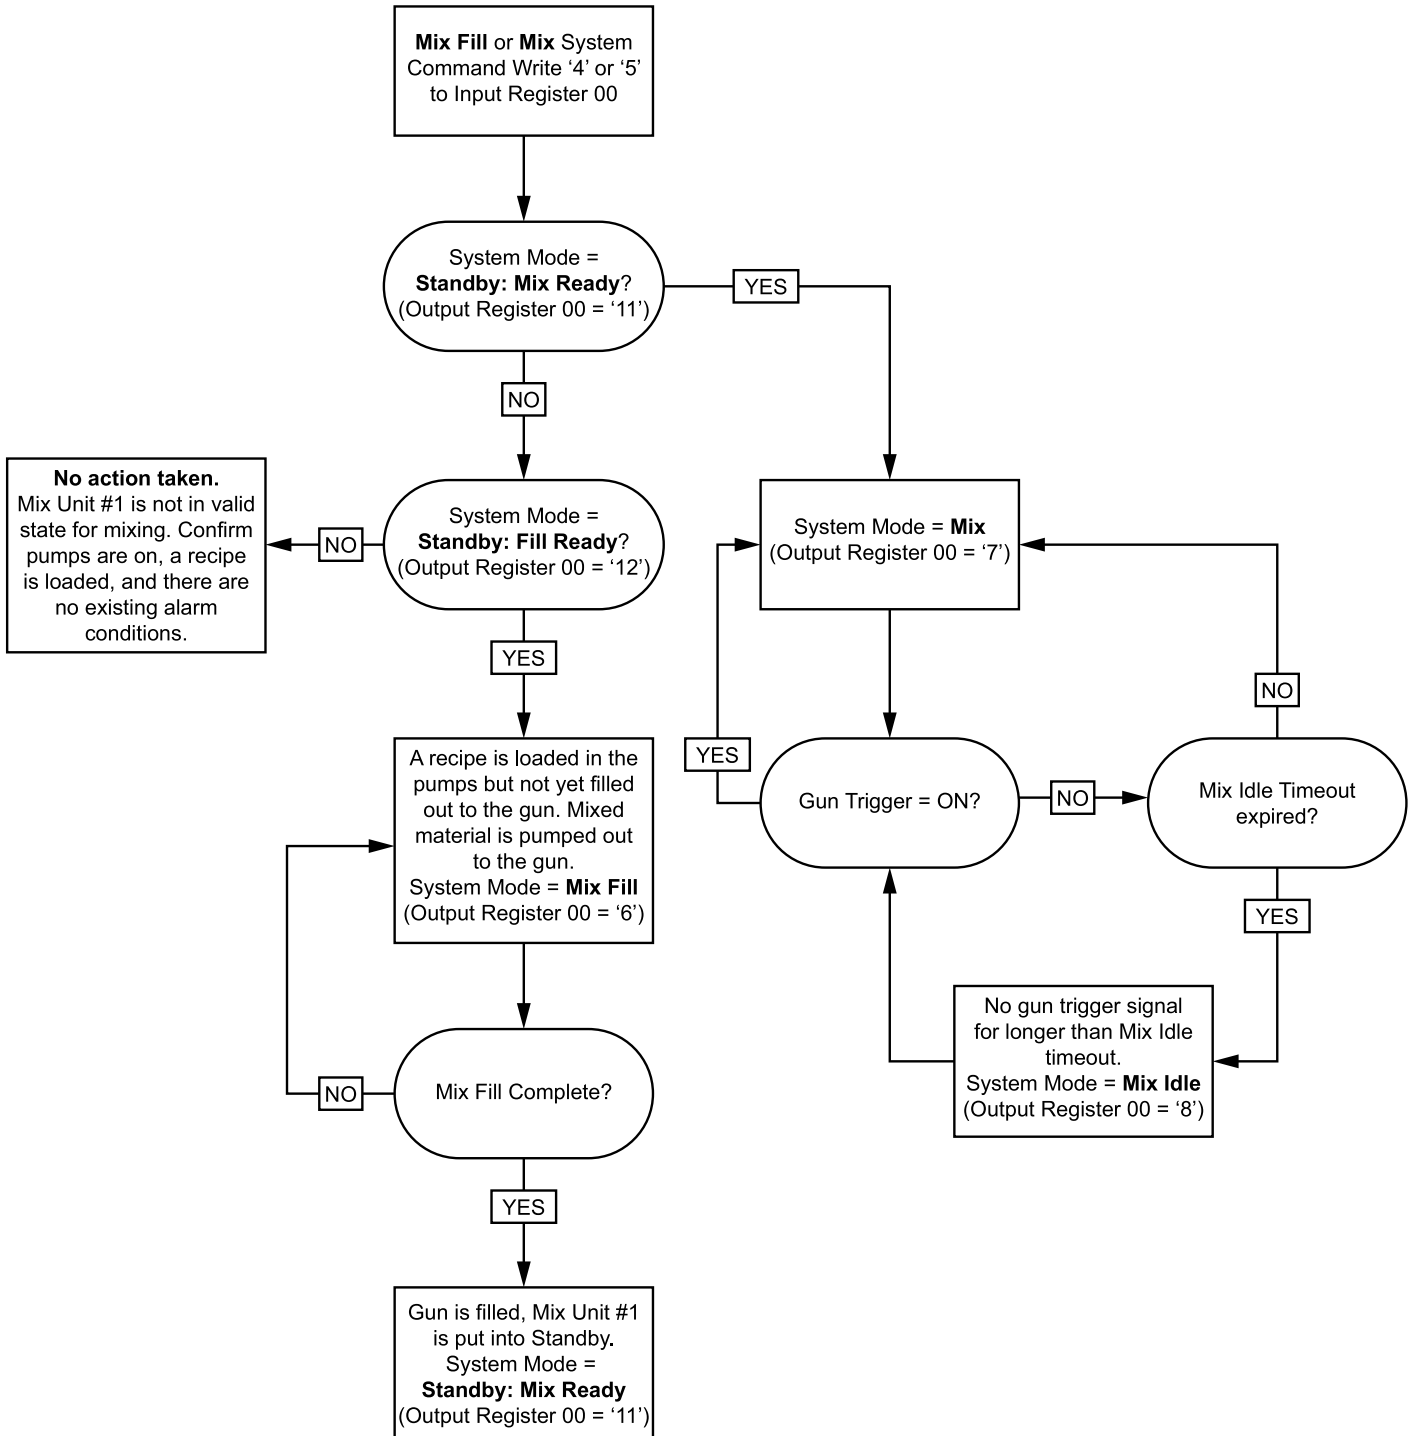 Mix Fill or Mix System
Command Write ‘4’ or ‘5’
to Input Register 00
System Mode =
Standby: Mix Ready?
(Output Register 00 = ‘11’)
YES
NO
No action taken.
Mix Unit #1 is not in valid
state for mixing. Confirm
pumps are on, a recipe
is loaded, and there are
no existing alarm
conditions.
NO
System Mode =
Standby: Fill Ready?
(Output Register 00 = ‘12’)
System Mode = Mix
(Output Register 00 = ‘7’)
YES
NO
A recipe is loaded in the
pumps but not yet filled
out to the gun. Mixed
material is pumped out
to the gun.
System Mode = Mix Fill
(Output Register 00 = ‘6’)
YES
Gun Trigger = ON?
NO
Mix Idle Timeout
expired?
YES
No gun trigger signal
for longer than Mix Idle
timeout.
System Mode = Mix Idle
(Output Register 00 = ‘8’)
NO
Mix Fill Complete?
YES
Gun is filled, Mix Unit #1
is put into Standby.
System Mode =
Standby: Mix Ready
(Output Register 00 = ‘11’)